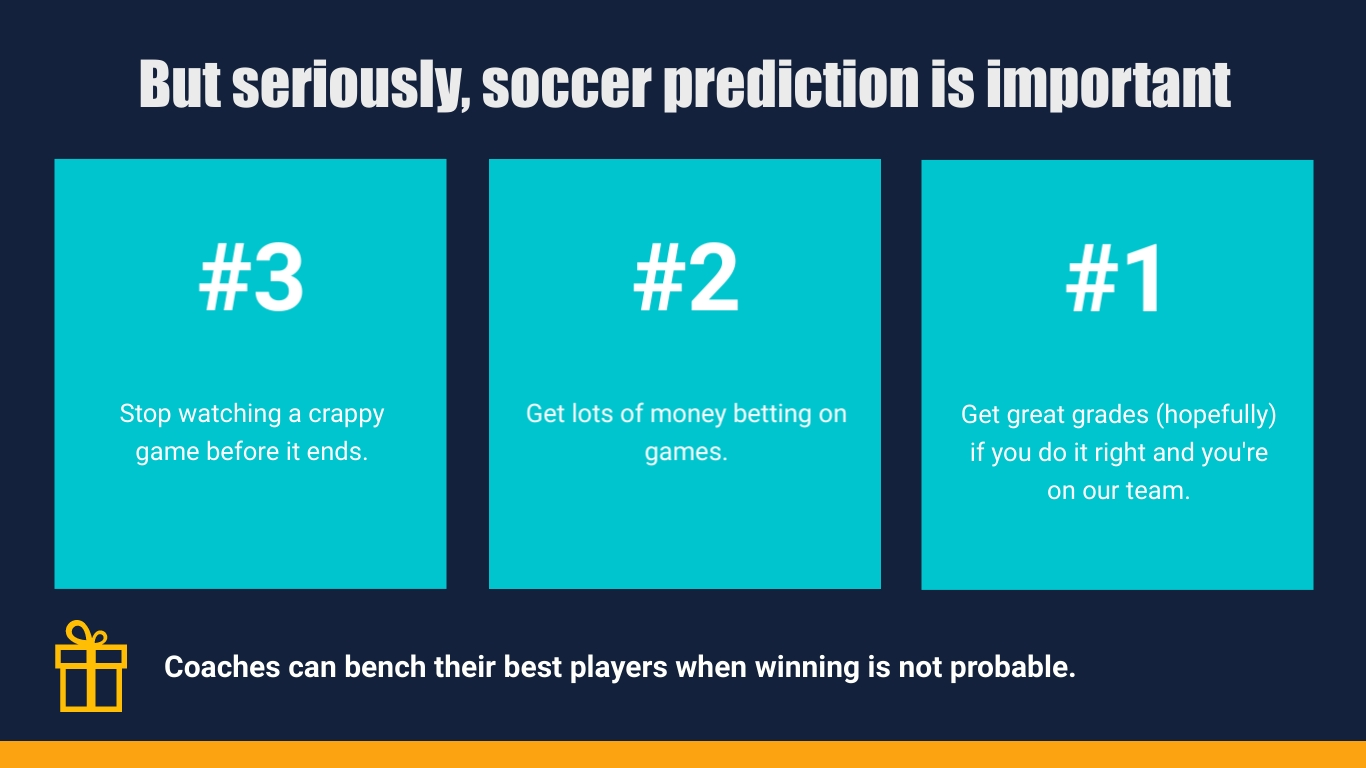 But seriously, soccer prediction is important
#3
Stop watching a crappy
game before it ends.
#2
Get lots of money betting on
games.
#1
Get great grades (hopefully)
if you do it right and you're
on our team.
Coaches can bench their best players when winning is not probable.